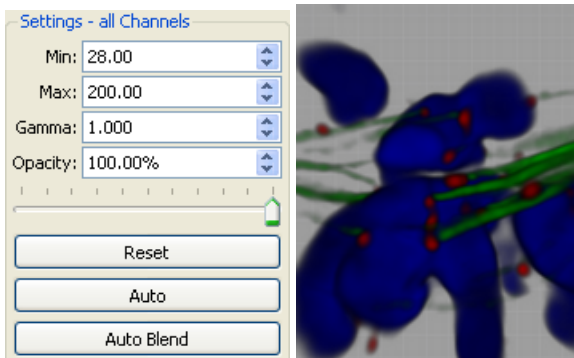 Settings - all Channels
Min: 28.00
Max: 200.00
Gamma: 1.000
Opacity: 100.00%
Reset
Auto
Auto Blend